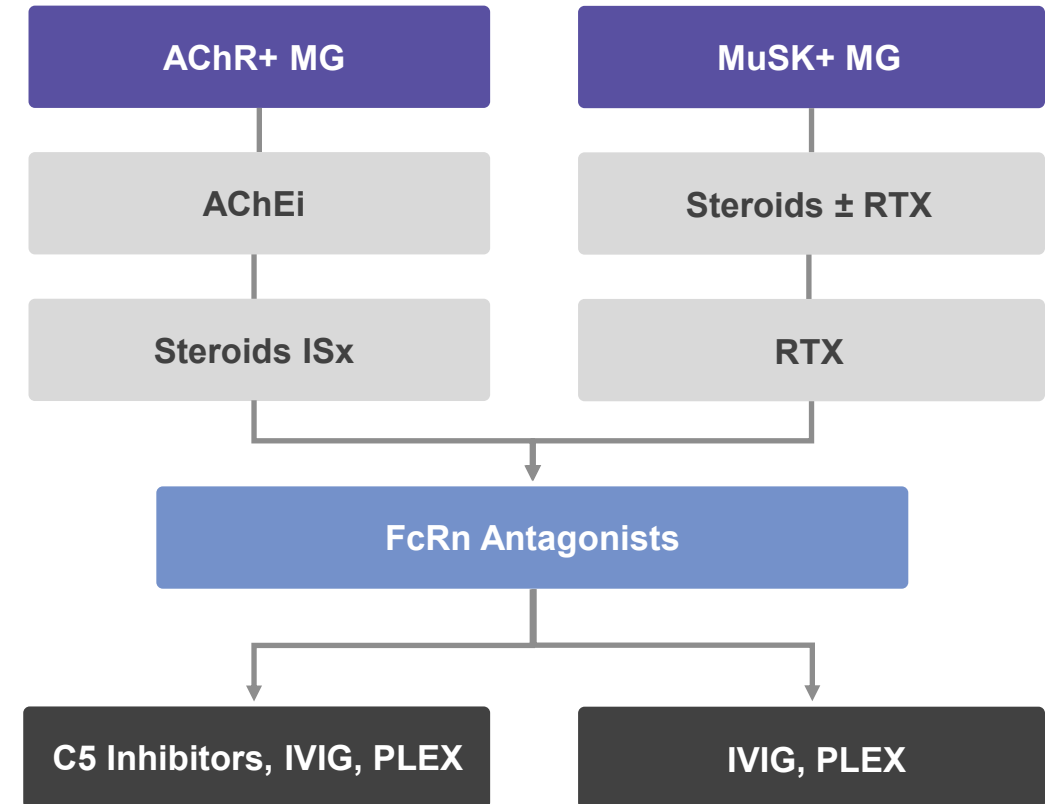 AChR+ MG
MuSK+ MG
AChEi
Steroids ± RTX
Steroids ISx
RTX
FcRn Antagonists
C5 Inhibitors, IVIG, PLEX
IVIG, PLEX